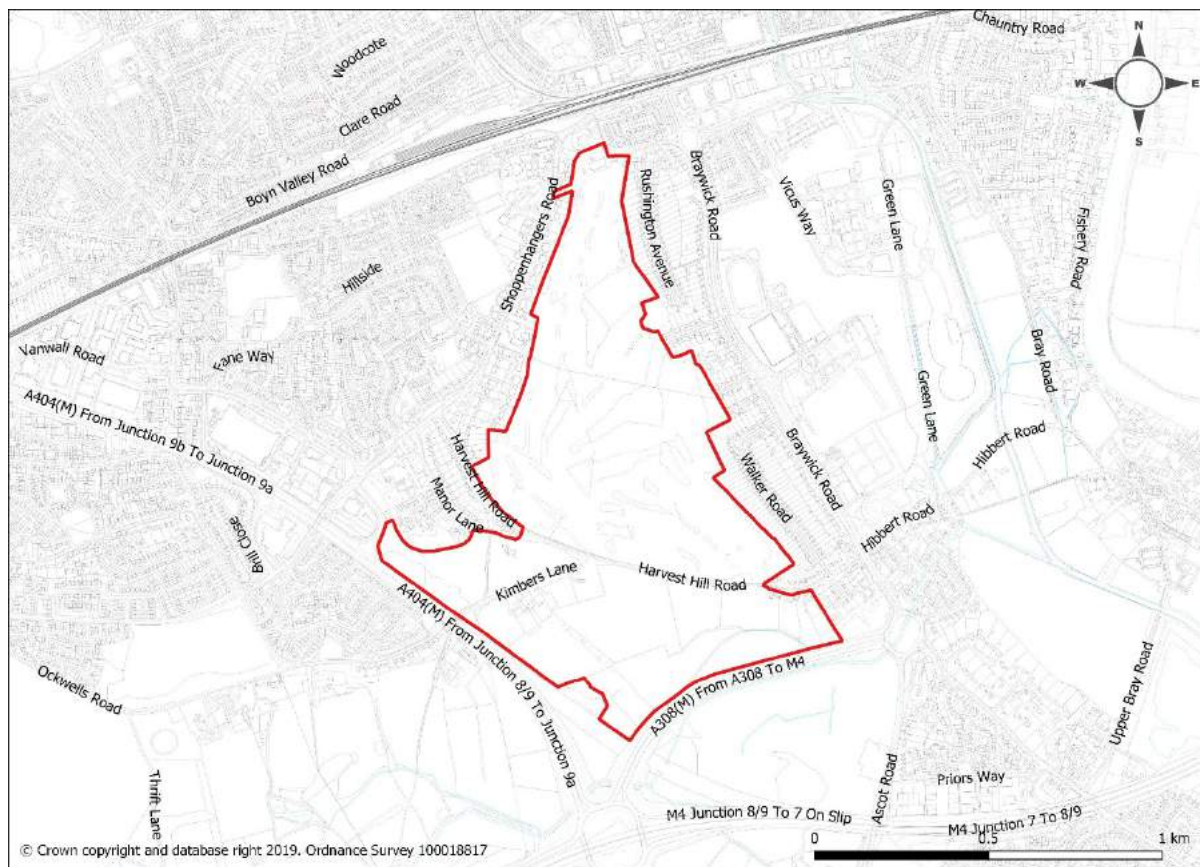 Chauntry Road
N
W
E
S
Woodcote
Clare Road
Boyn Valley Road
Shoppenhangers Road
Rushington Avenue
Braywick Road
Vicus Way
Green Lane
Fishery Road
Hillside
Vanwall Road
Fane Way
A404(M) From Junction 9b To Junction 9a
Bray Road
Green Lane
Hibbert Road
Harvest Hill Road
Manor Lane
Walker Road
Braywick Road
Brill Close
Hibbert Road
Kimbers Lane
Harvest Hill Road
A404(M) From Junction 8/9 To Junction 9a
Ockwells Road
A308(M) From A308 To M4
Upper Bray Road
Thrift Lane
Ascot Road
Priors Way
M4 Junction 8/9 To 7 On Slip
M4 Junction 7 To 8/9
0
0.5
1 km
© Crown copyright and database right 2019. Ordnance Survey 100018817